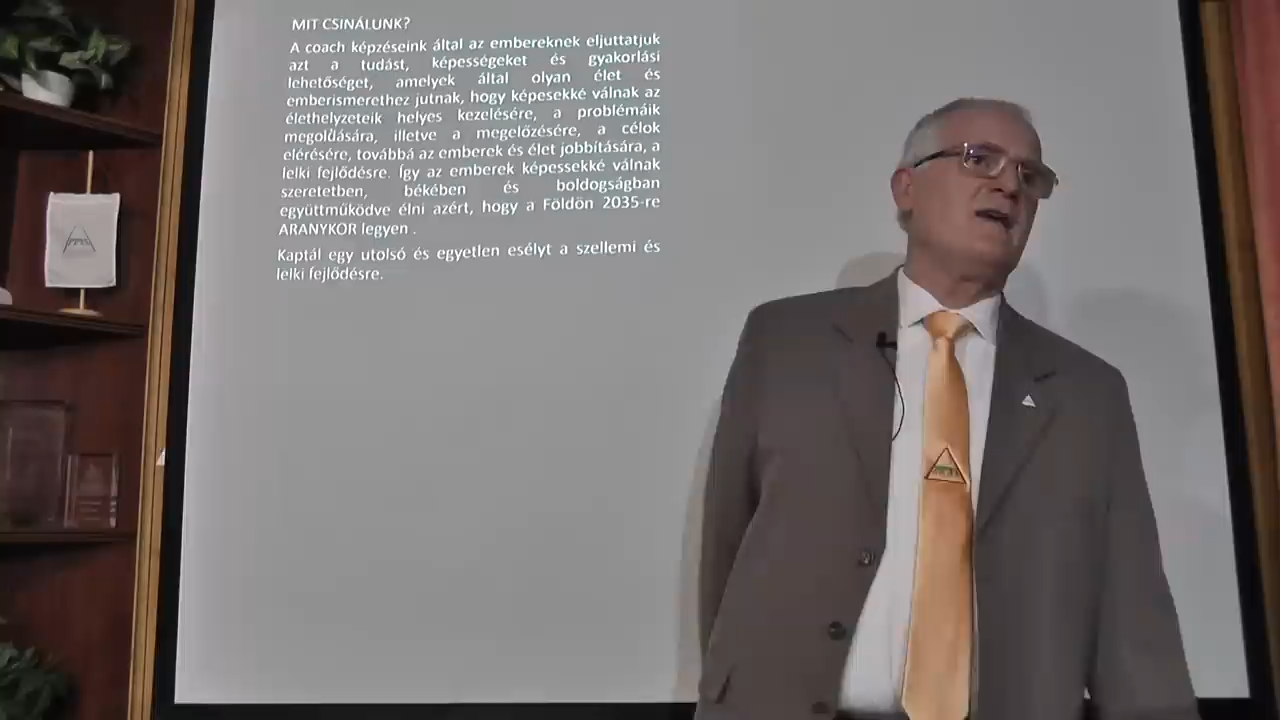 MIT CSINÁLUNK?
A coach képzéseink által az embereknek eljuttatjuk
azt a tudást, képességeket és gyakorlási
lehetőséget, amelyek által olyan élet és
emberismerethez jutnak, hogy képesekké válnak az
élethelyzeteik helyes kezelésére, a problémáik
megoldására, illetve a megelőzésére, a célok
elérésére, továbbá az emberek és élet jobbítására, a
lelki fejlődésre. Így az emberek képessekké válnak
szeretetben, békében és boldogságban
együttműködve élni azért, hogy a Földön 2035-re
ARANYKOR legyen .
Kaptál egy utolsó és egyetlen esélyt a szellemi és
lelki fejlődésre.